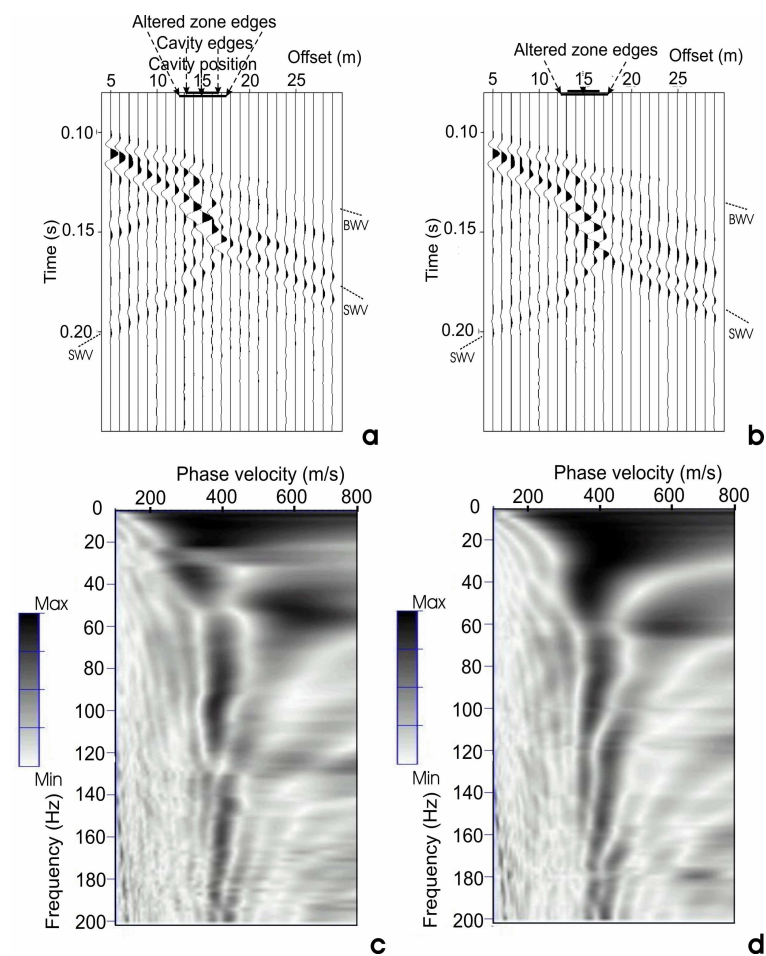 Altered zone edges
Cavity edges
Cavity position
Offset (m)
5 10 15 20 25
0.10
0.15
0.20
Time (s)
BWV
SWV
SWV
a
Altered zone edges
Offset (m)
5 10 15 20 25
0.10
0.15
0.20
Time (s)
BWV
SWV
SWV
b
Phase velocity (m/s)
200 400 600 800
0
20
40
60
80
100
120
140
160
180
200
Frequency (Hz)
Max
Min
c
Phase velocity (m/s)
200 400 600 800
0
20
40
60
80
100
120
140
160
180
200
Frequency (Hz)
Max
Min
d